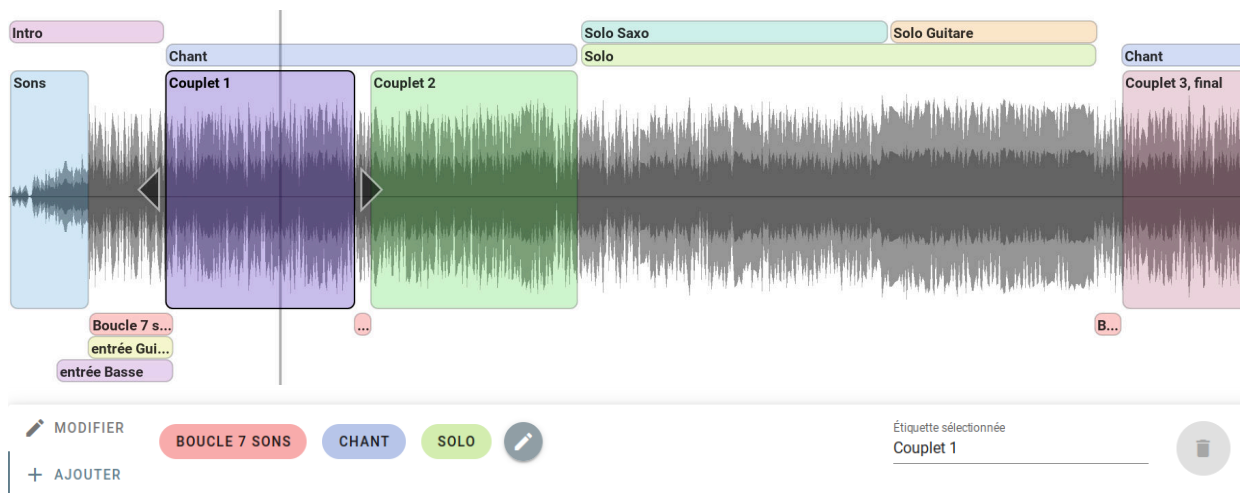 Intro
Solo Saxo
Solo Guitare
Chant
Solo
Chant
Sons
Couplet 1
Couplet 2
Couplet 3, final
Boucle 7 s...
...
B...
entrée Gui...
entrée Basse
MODIFIER
BOUCLE 7 SONS
CHANT
SOLO
Étiquette sélectionnée
Couplet 1
+ AJOUTER